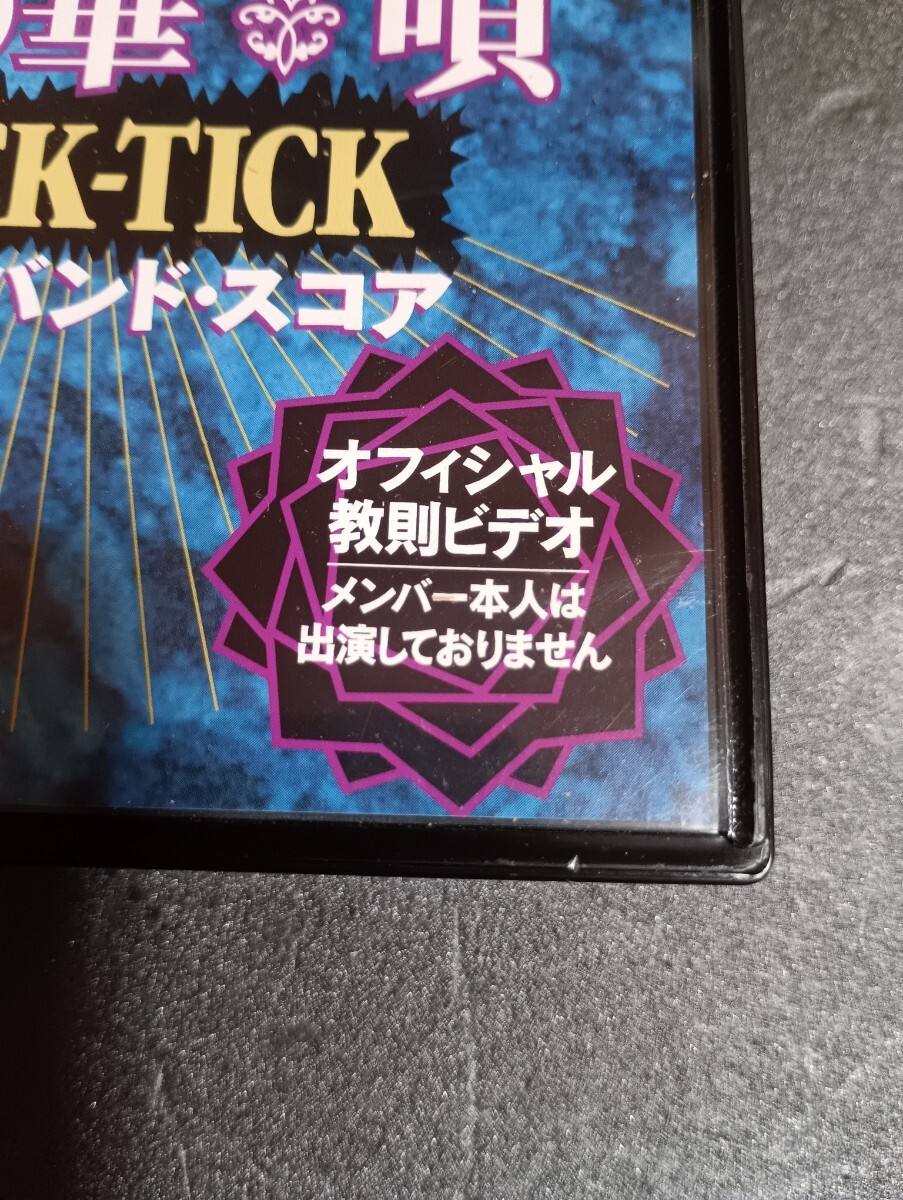 華 唄
CK-TICK
バンド・スコア
オフィシャル
教則ビデオ
メンバー本人は
出演しておりません